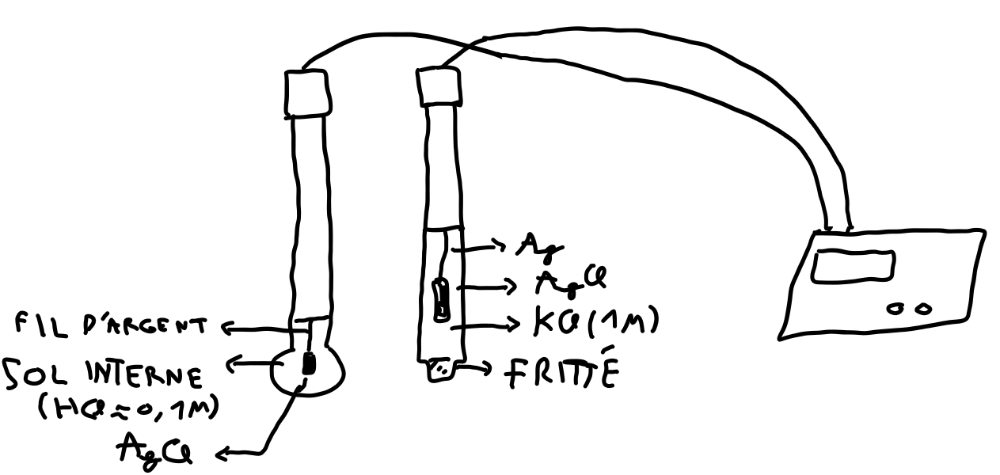 Ag
AgCl
KCl (1M)
FRITTÉ
FIL D'ARGENT
SOL INTERNE
(HCl ≈ 0,1M)
AgCl